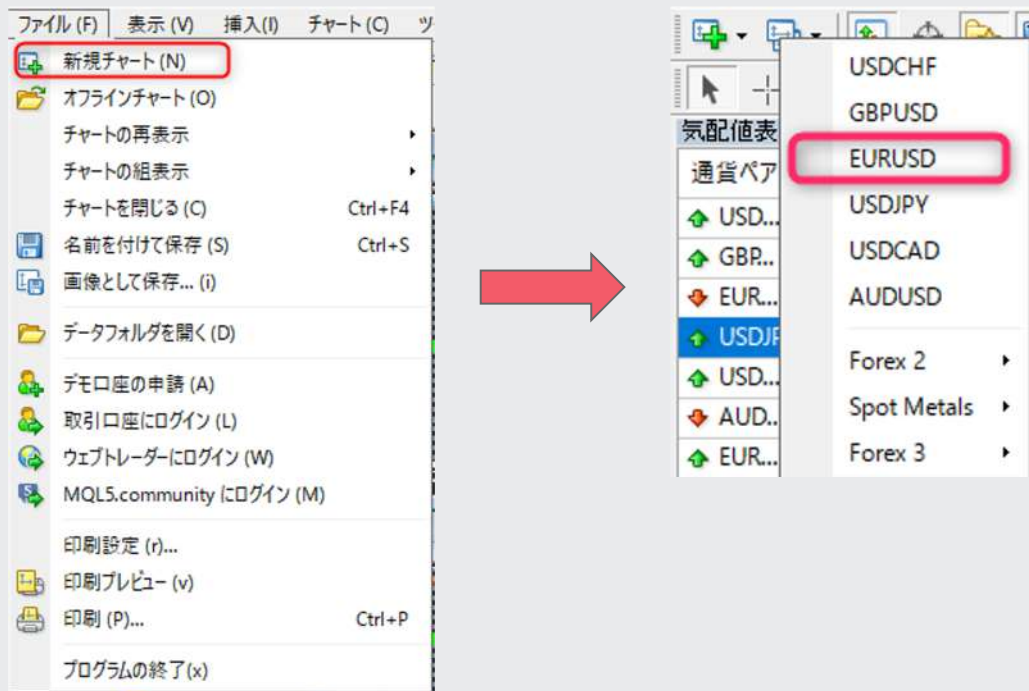 ファイル (F) 表示 (V) 挿入(I) チャート (C) ツ
新規チャート (N)
オフラインチャート (O)
チャートの再表示
チャートの組表示
チャートを閉じる (C) Ctrl+F4
名前を付けて保存 (S) Ctrl+S
画像として保存... (i)
データフォルダを開く (D)
デモ口座の申請 (A)
取引口座にログイン (L)
ウェブトレーダーにログイン (W)
MQL5.community にログイン (M)
印刷設定 (r)...
印刷プレビュー (v)
印刷 (P)... Ctrl+P
プログラムの終了(x)
気配値表
通貨ペア
USD...
GBP...
EUR...
USDJP
USD...
AUD...
EUR...
USDCHF
GBPUSD
EURUSD
USDJPY
USDCAD
AUDUSD
Forex 2
Spot Metals
Forex 3